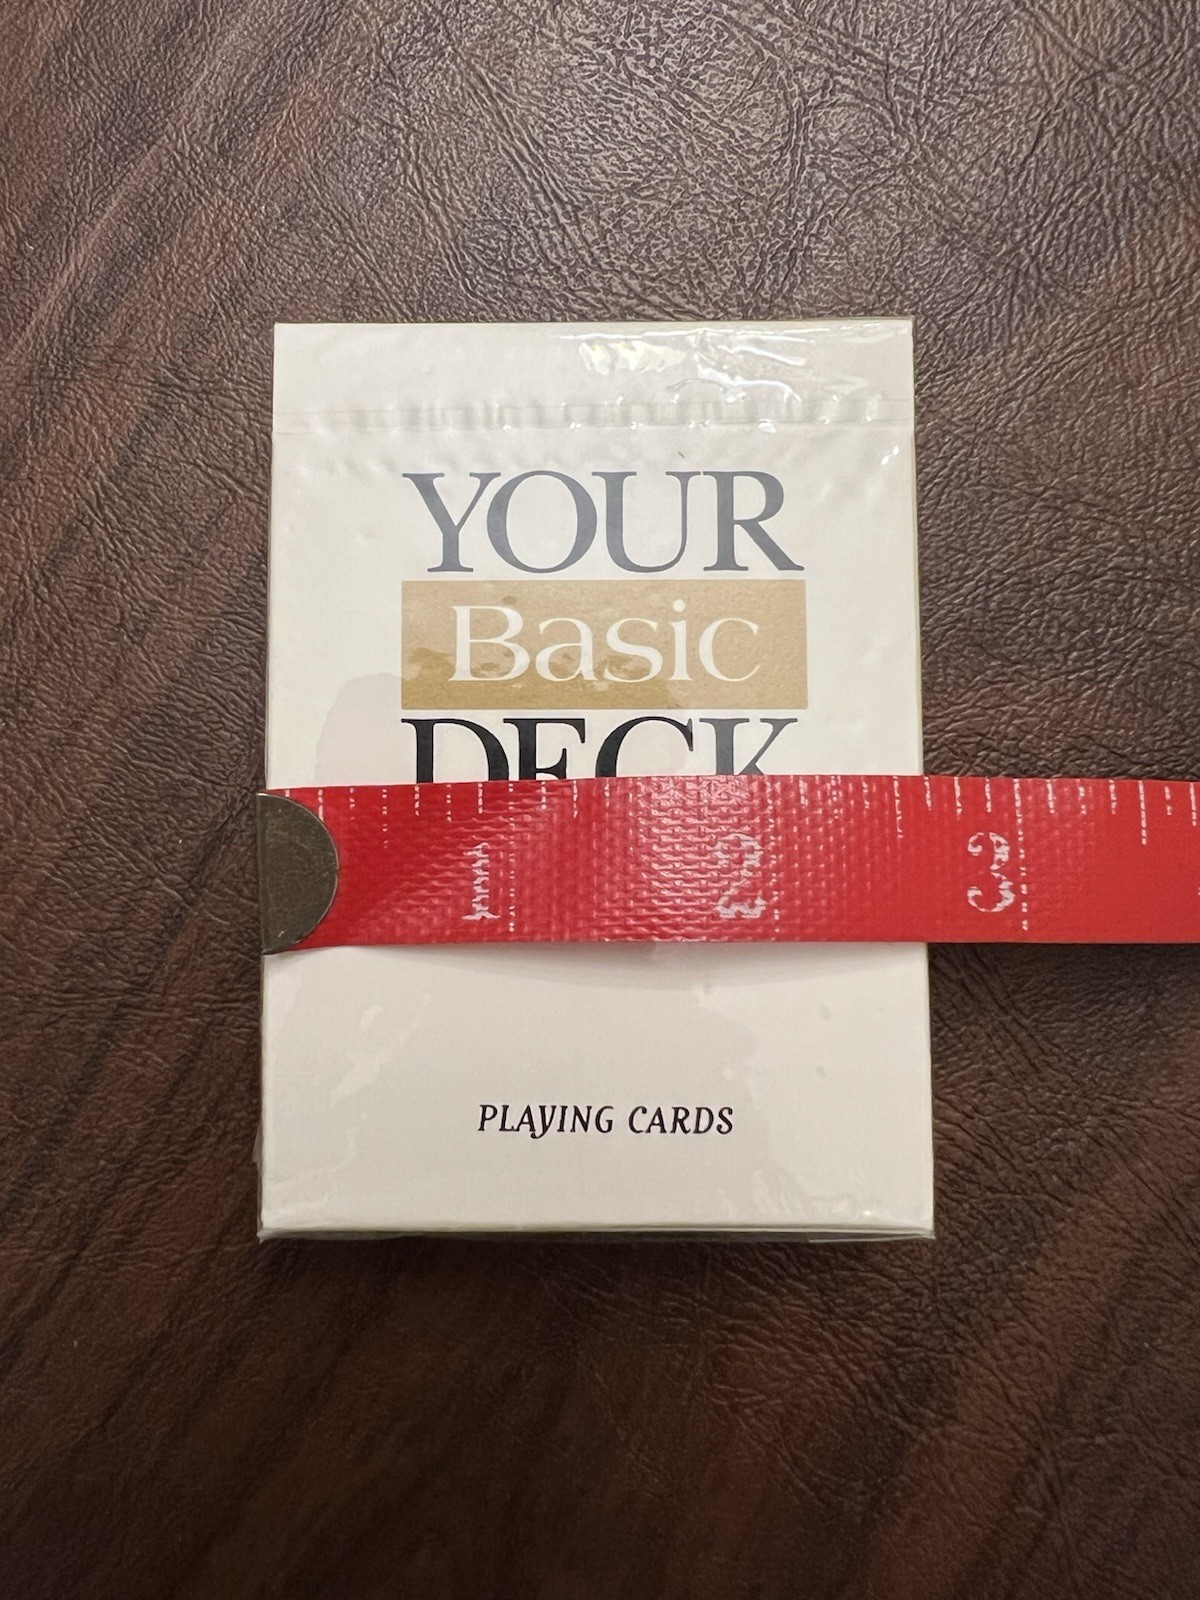 YOUR
Basic
DECK
1 2 3
PLAYING CARDS